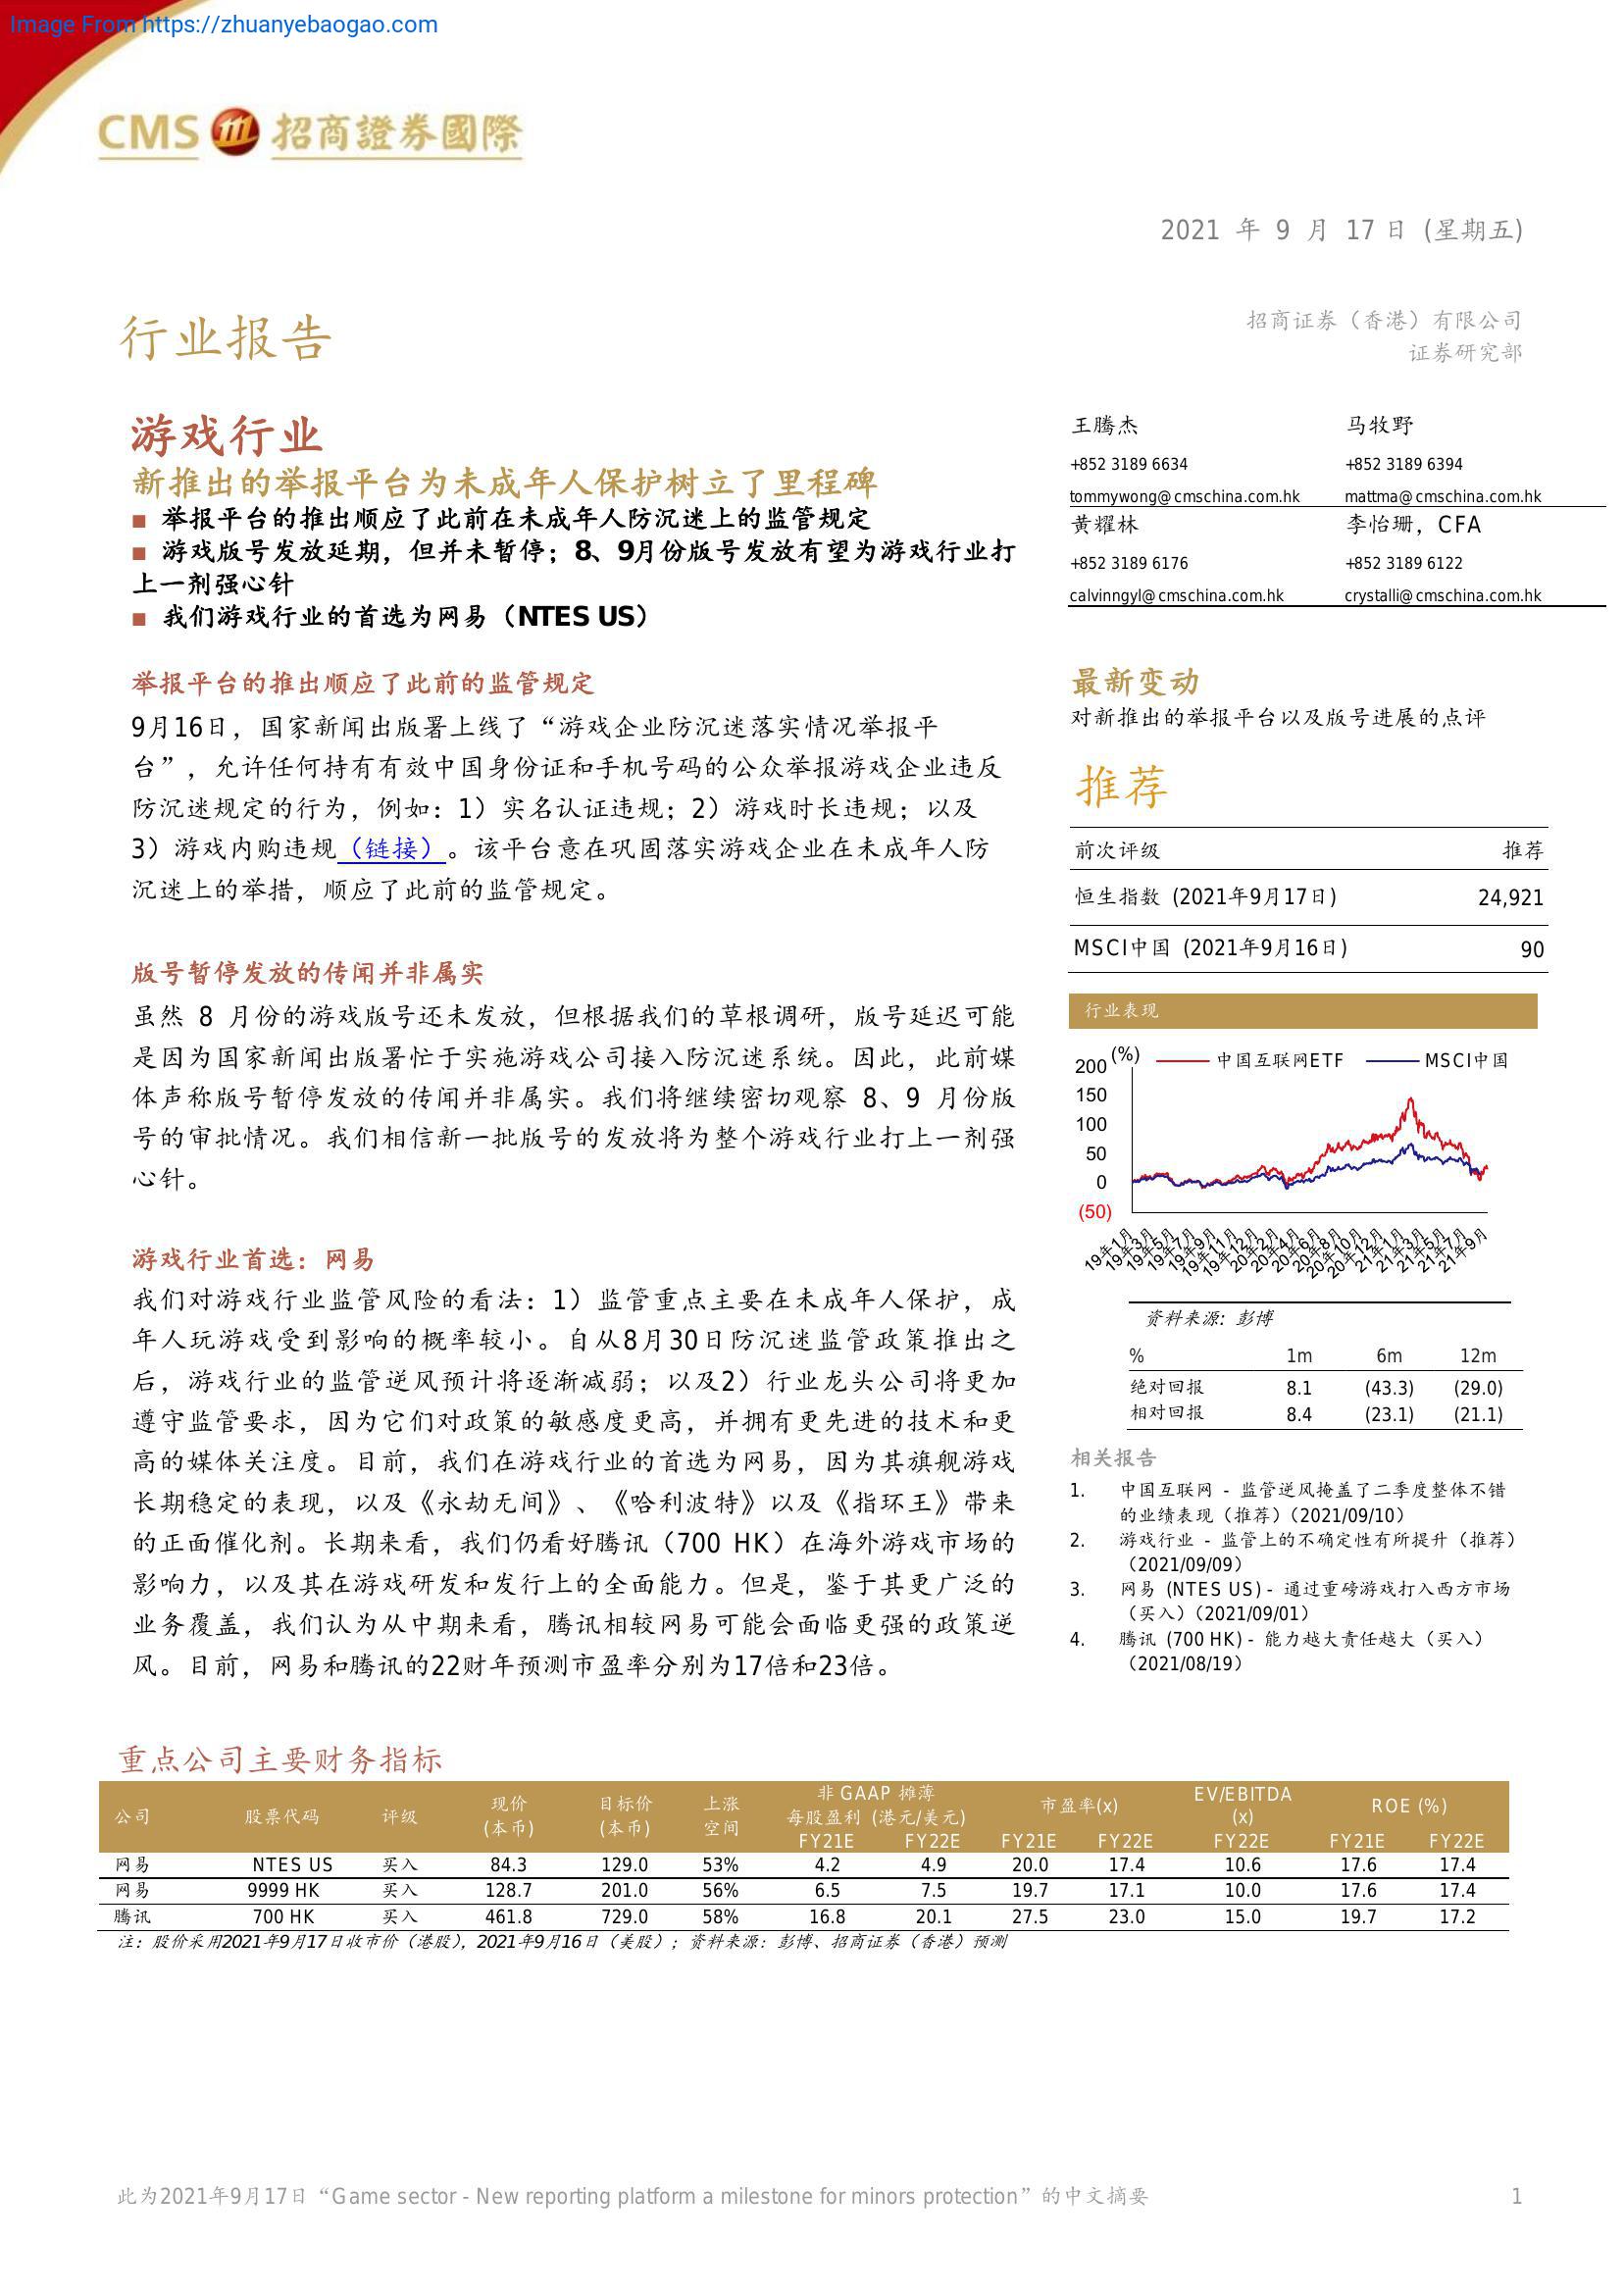 Image From https://zhuanyebaogao.com
CMS 招商證券國際
2021 年 9 月 17 日 (星期五)
行业报告
招商证券（香港）有限公司
证券研究部
游戏行业
新推出的举报平台为未成年人保护树立了里程碑
■ 举报平台的推出顺应了此前在未成年人防沉迷上的监管规定
■ 游戏版号发放延期，但并未暂停；8、9月份版号发放有望为游戏行业打
上一剂强心针
■ 我们游戏行业的首选为网易（NTES US）
举报平台的推出顺应了此前的监管规定
9月16日，国家新闻出版署上线了“游戏企业防沉迷落实情况举报平
台”，允许任何持有有效中国身份证和手机号码的公众举报游戏企业违反
防沉迷规定的行为，例如：1）实名认证违规；2）游戏时长违规；以及
3）游戏内购违规（链接）。该平台意在巩固落实游戏企业在未成年人防
沉迷上的举措，顺应了此前的监管规定。
版号暂停发放的传闻并非属实
虽然 8 月份的游戏版号还未发放，但根据我们的草根调研，版号延迟可能
是因为国家新闻出版署忙于实施游戏公司接入防沉迷系统。因此，此前媒
体声称版号暂停发放的传闻并非属实。我们将继续密切观察 8、9 月份版
号的审批情况。我们相信新一批版号的发放将为整个游戏行业打上一剂强
心针。
游戏行业首选：网易
我们对游戏行业监管风险的看法：1）监管重点主要在未成年人保护，成
年人玩游戏受到影响的概率较小。自从8月30日防沉迷监管政策推出之
后，游戏行业的监管逆风预计将逐渐减弱；以及2）行业龙头公司将更加
遵守监管要求，因为它们对政策的敏感度更高，并拥有更先进的技术和更
高的媒体关注度。目前，我们在游戏行业的首选为网易，因为其旗舰游戏
长期稳定的表现，以及《永劫无间》、《哈利波特》以及《指环王》带来
的正面催化剂。长期来看，我们仍看好腾讯（700 HK）在海外游戏市场的
影响力，以及其在游戏研发和发行上的全面能力。但是，鉴于其更广泛的
业务覆盖，我们认为从中期来看，腾讯相较网易可能会面临更强的政策逆
风。目前，网易和腾讯的22财年预测市盈率分别为17倍和23倍。
王腾杰 马牧野
+852 3189 6634 +852 3189 6394
tommywong@cmschina.com.hk mattma@cmschina.com.hk
黄耀林 李怡珊，CFA
+852 3189 6176 +852 3189 6122
calvinngyl@cmschina.com.hk crystalli@cmschina.com.hk
最新变动
对新推出的举报平台以及版号进展的点评
推荐
前次评级 推荐
恒生指数 (2021年9月17日) 24,921
MSCI中国 (2021年9月16日) 90
行业表现
(%) 中国互联网ETF MSCI中国
200
150
100
50
0
(50)
19年1月 19年3月 19年5月 19年7月 19年9月 19年11月 19年12月 20年2月 20年4月 20年6月 20年8月 20年10月 20年12月 21年1月 21年3月 21年5月 21年7月 21年9月
资料来源：彭博
% 1m 6m 12m
绝对回报 8.1 (43.3) (29.0)
相对回报 8.4 (23.1) (21.1)
相关报告
1. 中国互联网 - 监管逆风掩盖了二季度整体不错
的业绩表现（推荐）（2021/09/10）
2. 游戏行业 - 监管上的不确定性有所提升（推荐）
（2021/09/09）
3. 网易 (NTES US) - 通过重磅游戏打入西方市场
（买入）（2021/09/01）
4. 腾讯 (700 HK) - 能力越大责任越大（买入）
（2021/08/19）
重点公司主要财务指标
公司 股票代码 评级 现价 (本币) 目标价 (本币) 上涨 空间 非 GAAP 摊薄 每股盈利 (港元/美元) 市盈率(x) EV/EBITDA (x) ROE (%)
FY21E FY22E FY21E FY22E FY22E FY21E FY22E
网易 NTES US 买入 84.3 129.0 53% 4.2 4.9 20.0 17.4 10.6 17.6 17.4
网易 9999 HK 买入 128.7 201.0 56% 6.5 7.5 19.7 17.1 10.0 17.6 17.4
腾讯 700 HK 买入 461.8 729.0 58% 16.8 20.1 27.5 23.0 15.0 19.7 17.2
注：股价采用2021年9月17日收市价（港股），2021年9月16日（美股）；资料来源：彭博、招商证券（香港）预测
此为2021年9月17日“Game sector - New reporting platform a milestone for minors protection”的中文摘要 1